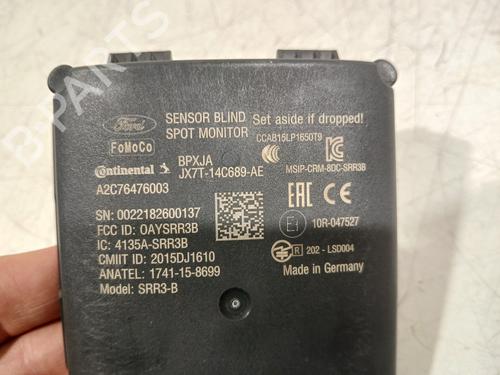 B-PARTS
Ford
FoMoCo
SENSOR BLIND
SPOT MONITOR
Set aside if dropped!
CCAB15LP1650T9
Continental
BPXJA
JX7T-14C689-AE
MSIP-CRM-8DC-SRR3B
A2C76476003
SN: 0022182600137
FCC ID: OAYSRR3B
IC: 4135A-SRR3B
CMIIT ID: 2015DJ1610
ANATEL: 1741-15-8699
Model: SRR3-B
EAC CE
10R-047527
R 202 - LSD004
Made in Germany